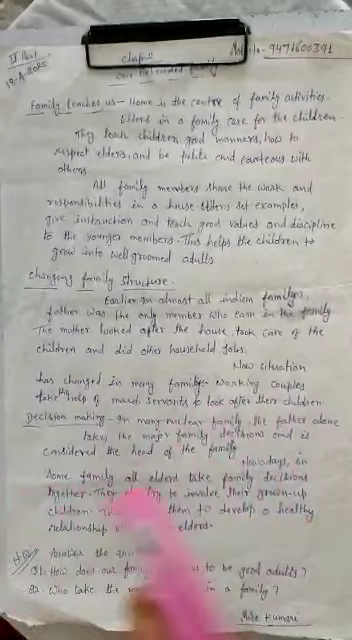 II Part
Mob. No- 9471600391
19-4-2025
Chap-2
Our Extended family
Family teaches us- Home is the centre of family activities.
Elders in a family care for the children.
They teach children good manners, how to
respect elders, and be polite and courteous with
others.
All family members share the work and
responsibilities in a house. Elders set examples,
give instruction and teach good values and discipline
to the younger members. This helps the children to
grow into well groomed adults.
Changing family structure-
Earlier in almost all indian family,
father was the only member who earn in the family
The mother looked after the house, took care of the
children and did other household jobs.
Now situation
has changed in many family. Working couples
take the help of maid servants to look after their children
Decision making- In many nuclear family, the father alone
takes the major family decisions and is
considered the head of the family
Nowadays, in
Some family all elders take family decisions
together. They try to involve their grown-up
children. them to develop a healthy
relationship elders.
H.W Answer the
Q1. How does our us to be good adults?
Q2. Who take the in a family?
Kumari